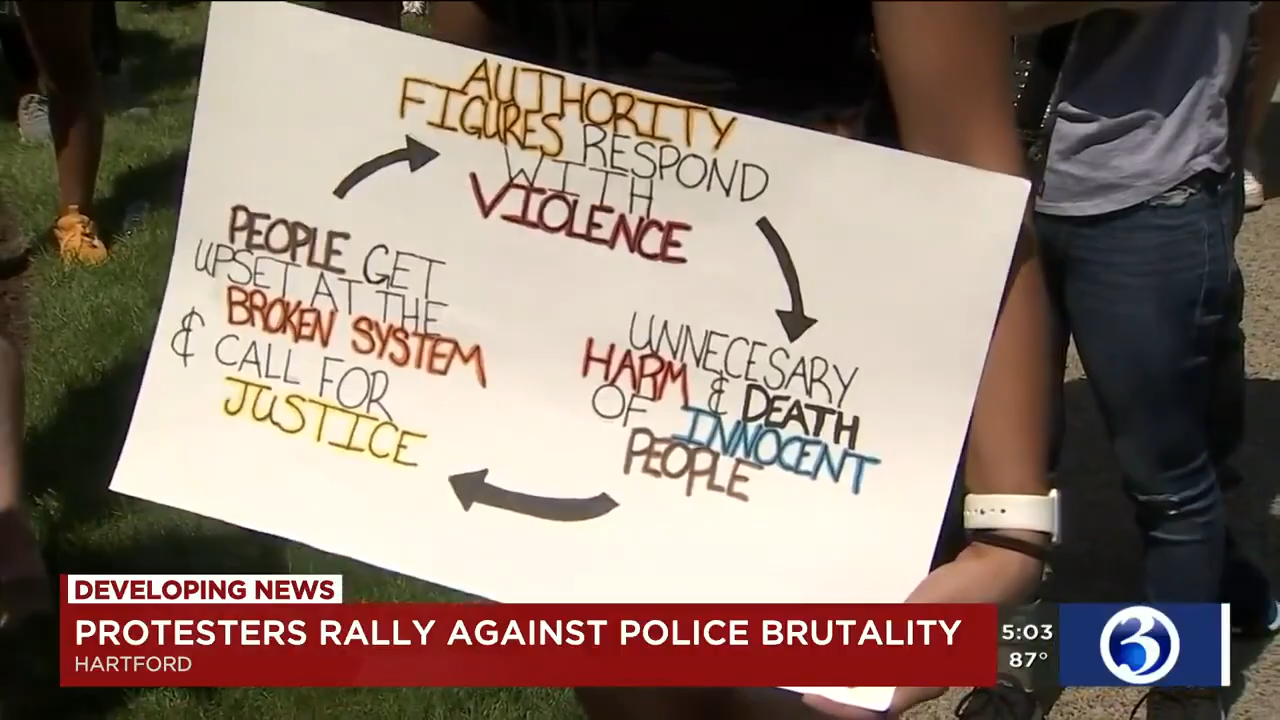 AUTHORITY
FIGURES RESPOND
WITH
VIOLENCE
PEOPLE GET
UPSET AT THE
BROKEN SYSTEM
& CALL FOR
JUSTICE
UNNECESARY
HARM & DEATH
OF INNOCENT
PEOPLE
DEVELOPING NEWS
PROTESTERS RALLY AGAINST POLICE BRUTALITY
HARTFORD
5:03
87°
3